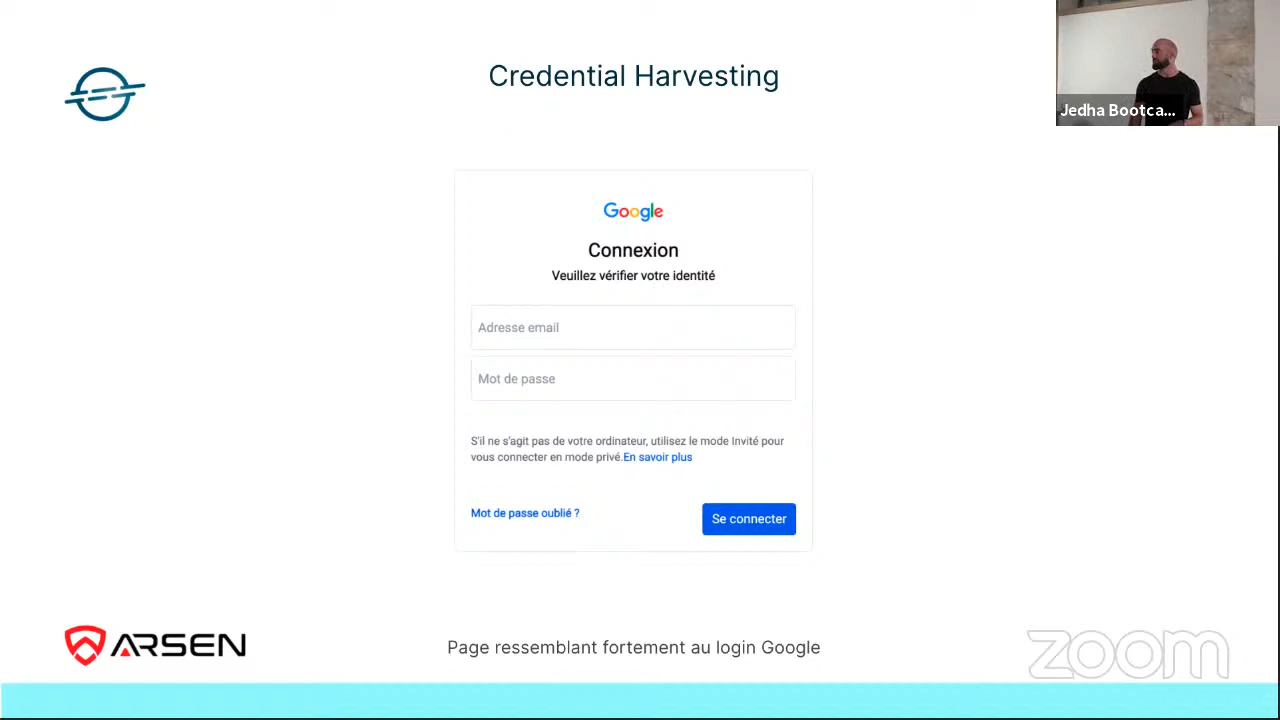 Credential Harvesting
Jedha Bootca...
Google
Connexion
Veuillez vérifier votre identité
Adresse email
Mot de passe
S'il ne s'agit pas de votre ordinateur, utilisez le mode Invité pour
vous connecter en mode privé.En savoir plus
Mot de passe oublié ?
Se connecter
ARSEN
Page ressemblant fortement au login Google
zoom